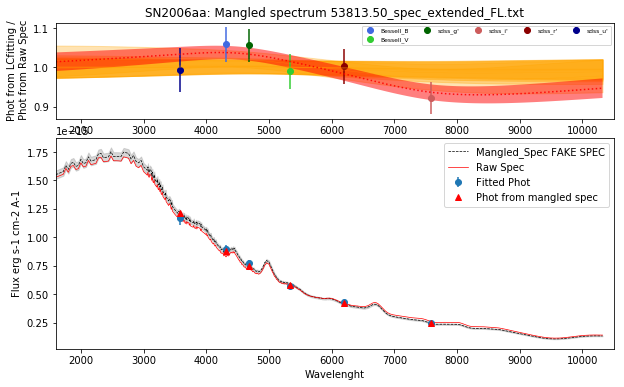 SN2006aa: Mangled spectrum 53813.50_spec_extended_FL.txt
Phot from LCfitting /
Phot from Raw Spec
1.1
1.0
0.9
Bessell_B
Bessell_V
sdss_g'
sdss_i'
sdss_r'
sdss_u'
2000 3000 4000 5000 6000 7000 8000 9000 10000
Flux erg s-1 cm-2 A-1
1.75
1.50
1.25
1.00
0.75
0.50
0.25
Mangled_Spec FAKE SPEC
Raw Spec
Fitted Phot
Phot from mangled spec
2000 3000 4000 5000 6000 7000 8000 9000 10000
Wavelenght